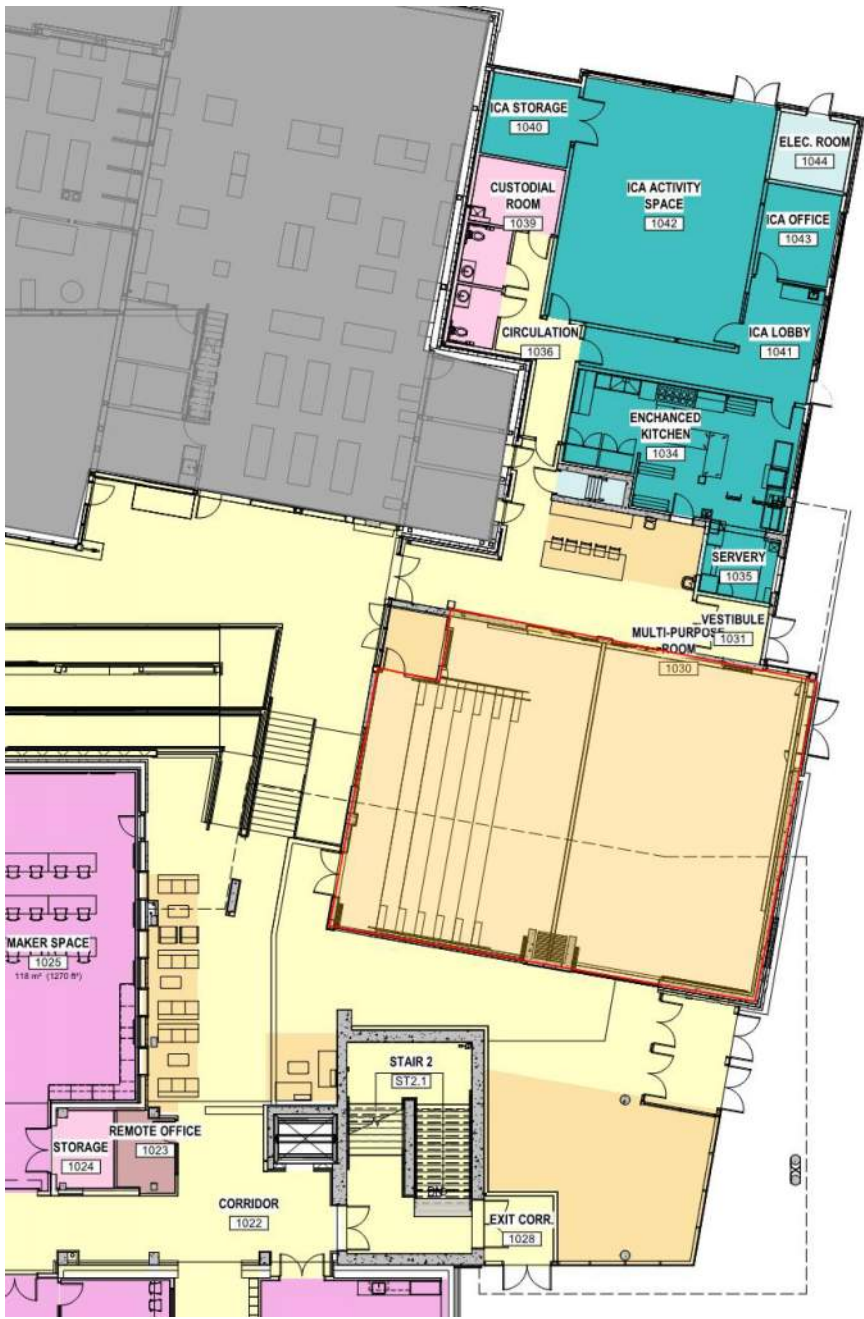 ICA STORAGE
1040
ELEC. ROOM
1044
CUSTODIAL
ROOM
1039
ICA ACTIVITY
SPACE
1042
ICA OFFICE
1043
CIRCULATION
1036
ICA LOBBY
1041
ENCHANCED
KITCHEN
1034
SERVERY
1035
VESTIBULE
1031
MULTI-PURPOSE
ROOM
1030
MAKER SPACE
1025
118 m² (1270 ft²)
STAIR 2
ST2.1
REMOTE OFFICE
1023
STORAGE
1024
DN
CORRIDOR
1022
EXIT CORR.
1028